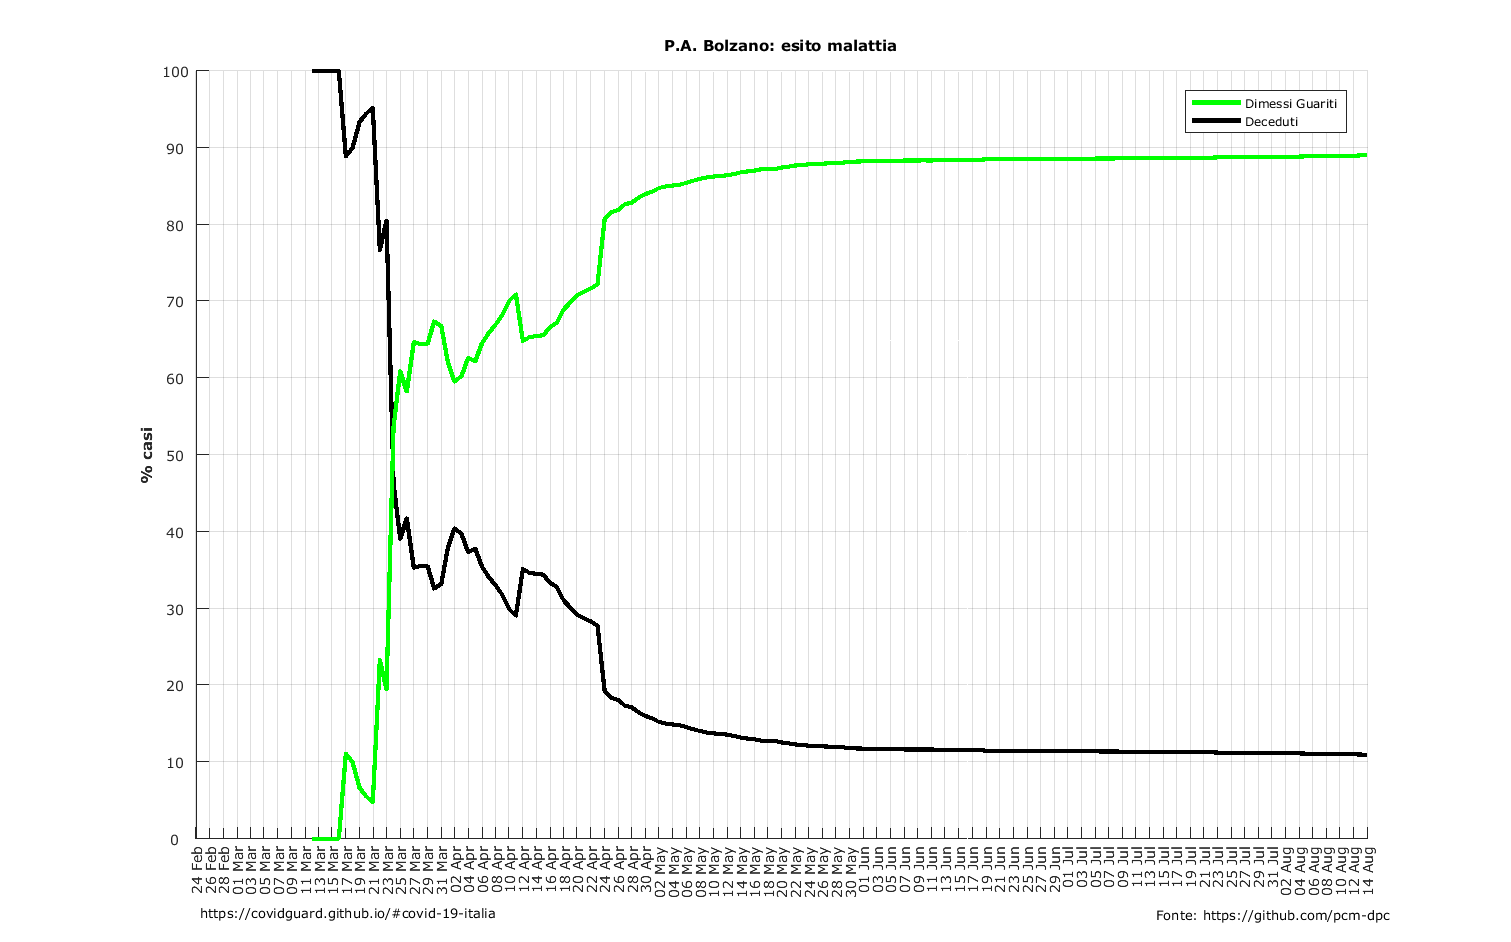 P.A. Bolzano: esito malattia
Dimessi Guariti
Deceduti
% casi
100
90
80
70
60
50
40
30
20
10
0
24 Feb
26 Feb
28 Feb
01 Mar
03 Mar
05 Mar
07 Mar
09 Mar
11 Mar
13 Mar
15 Mar
17 Mar
19 Mar
21 Mar
23 Mar
25 Mar
27 Mar
29 Mar
31 Mar
02 Apr
04 Apr
06 Apr
08 Apr
10 Apr
12 Apr
14 Apr
16 Apr
18 Apr
20 Apr
22 Apr
24 Apr
26 Apr
28 Apr
30 Apr
02 May
04 May
06 May
08 May
10 May
12 May
14 May
16 May
18 May
20 May
22 May
24 May
26 May
28 May
30 May
01 Jun
03 Jun
05 Jun
07 Jun
09 Jun
11 Jun
13 Jun
15 Jun
17 Jun
19 Jun
21 Jun
23 Jun
25 Jun
27 Jun
29 Jun
01 Jul
03 Jul
05 Jul
07 Jul
09 Jul
11 Jul
13 Jul
15 Jul
17 Jul
19 Jul
21 Jul
23 Jul
25 Jul
27 Jul
29 Jul
31 Jul
02 Aug
04 Aug
06 Aug
08 Aug
10 Aug
12 Aug
14 Aug
https://covidguard.github.io/#covid-19-italia
Fonte: https://github.com/pcm-dpc